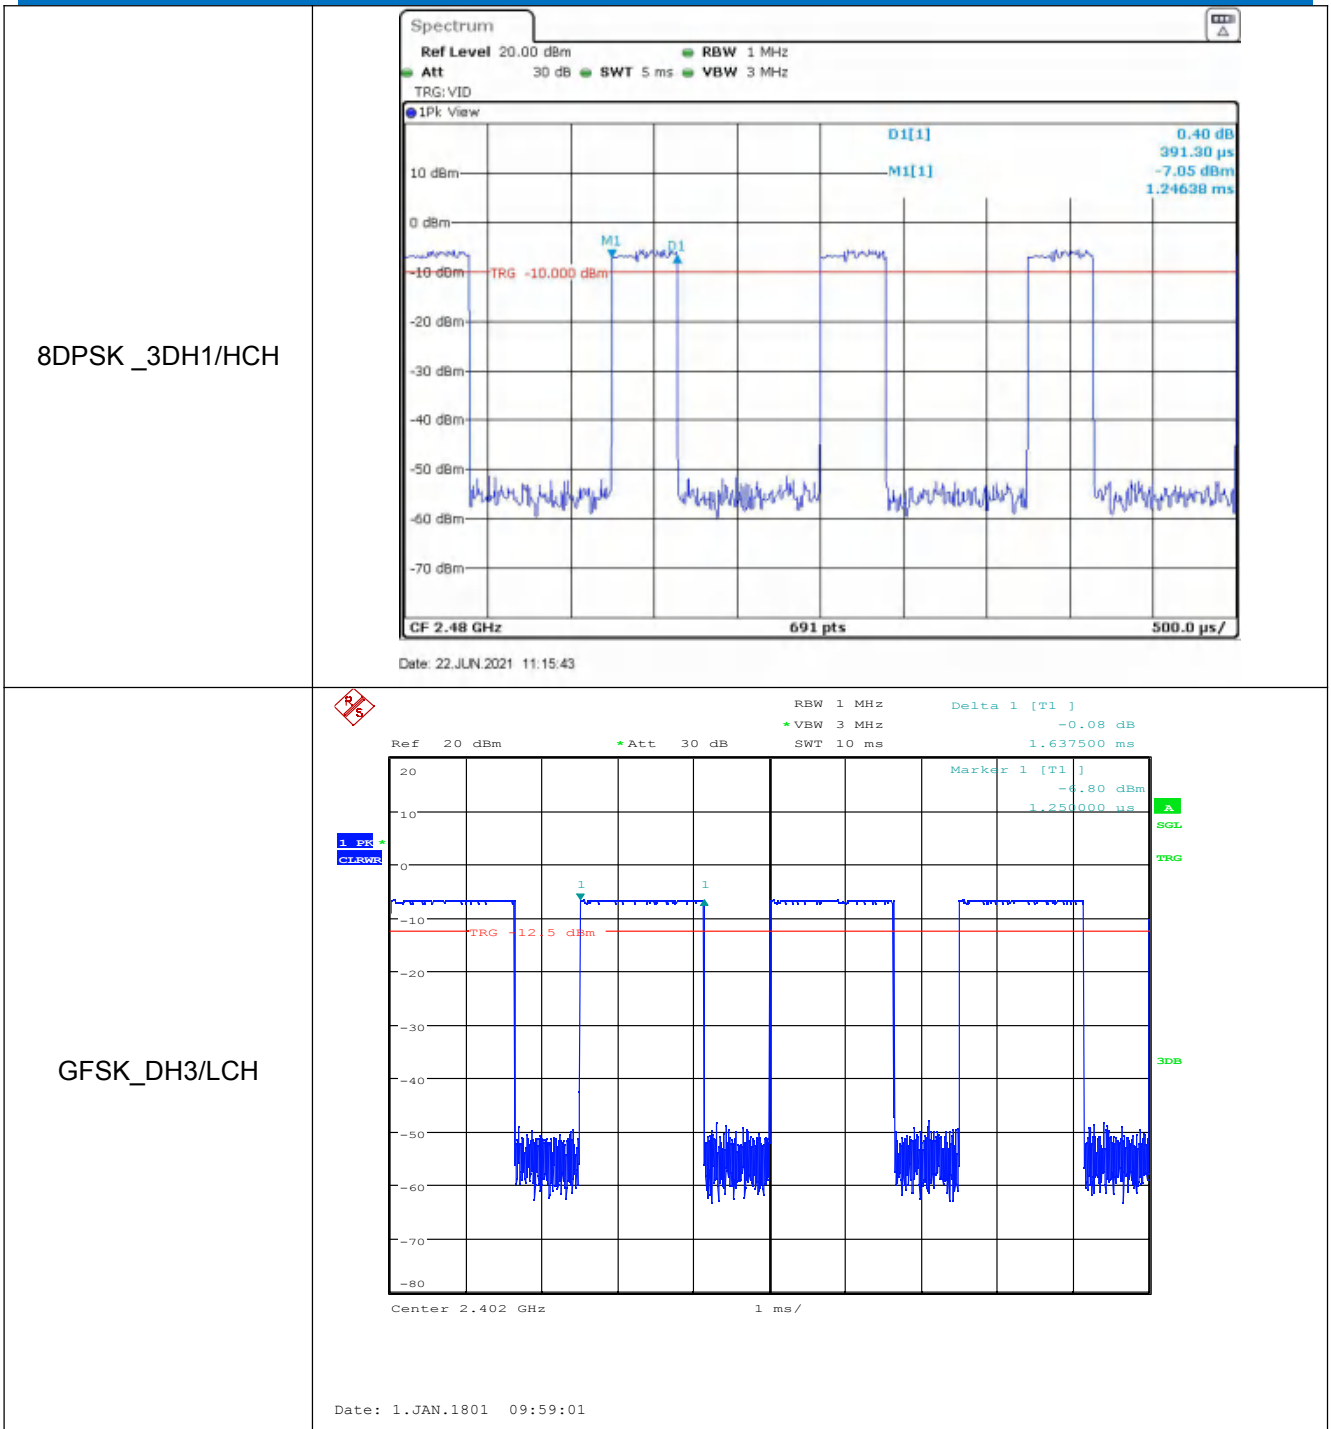 8DPSK _3DH1/HCH
Spectrum
Ref Level 20.00 dBm RBW 1 MHz
Att 30 dB SWT 5 ms VBW 3 MHz
TRG: VID
1Pk View
D1[1] 0.40 dB
391.30 µs
10 dBm M1[1] -7.05 dBm
1.24638 ms
0 dBm
M1 D1
-10 dBm TRG -10.000 dBm
-20 dBm
-30 dBm
-40 dBm
-50 dBm
-60 dBm
-70 dBm
CF 2.48 GHz 691 pts 500.0 µs/
Date: 22.JUN.2021 11:15:43
GFSK_DH3/LCH
R S
RBW 1 MHz Delta 1 [T1 ]
*VBW 3 MHz -0.08 dB
Ref 20 dBm *Att 30 dB SWT 10 ms 1.637500 ms
20 Marker 1 [T1 ]
-6.80 dBm
10 1.250000 µs A
SGL
1 PK *
CLRWR 0 TRG
1 1
-10
TRG -12.5 dBm
-20
-30
3DB
-40
-50
-60
-70
-80
Center 2.402 GHz 1 ms/
Date: 1.JAN.1801 09:59:01